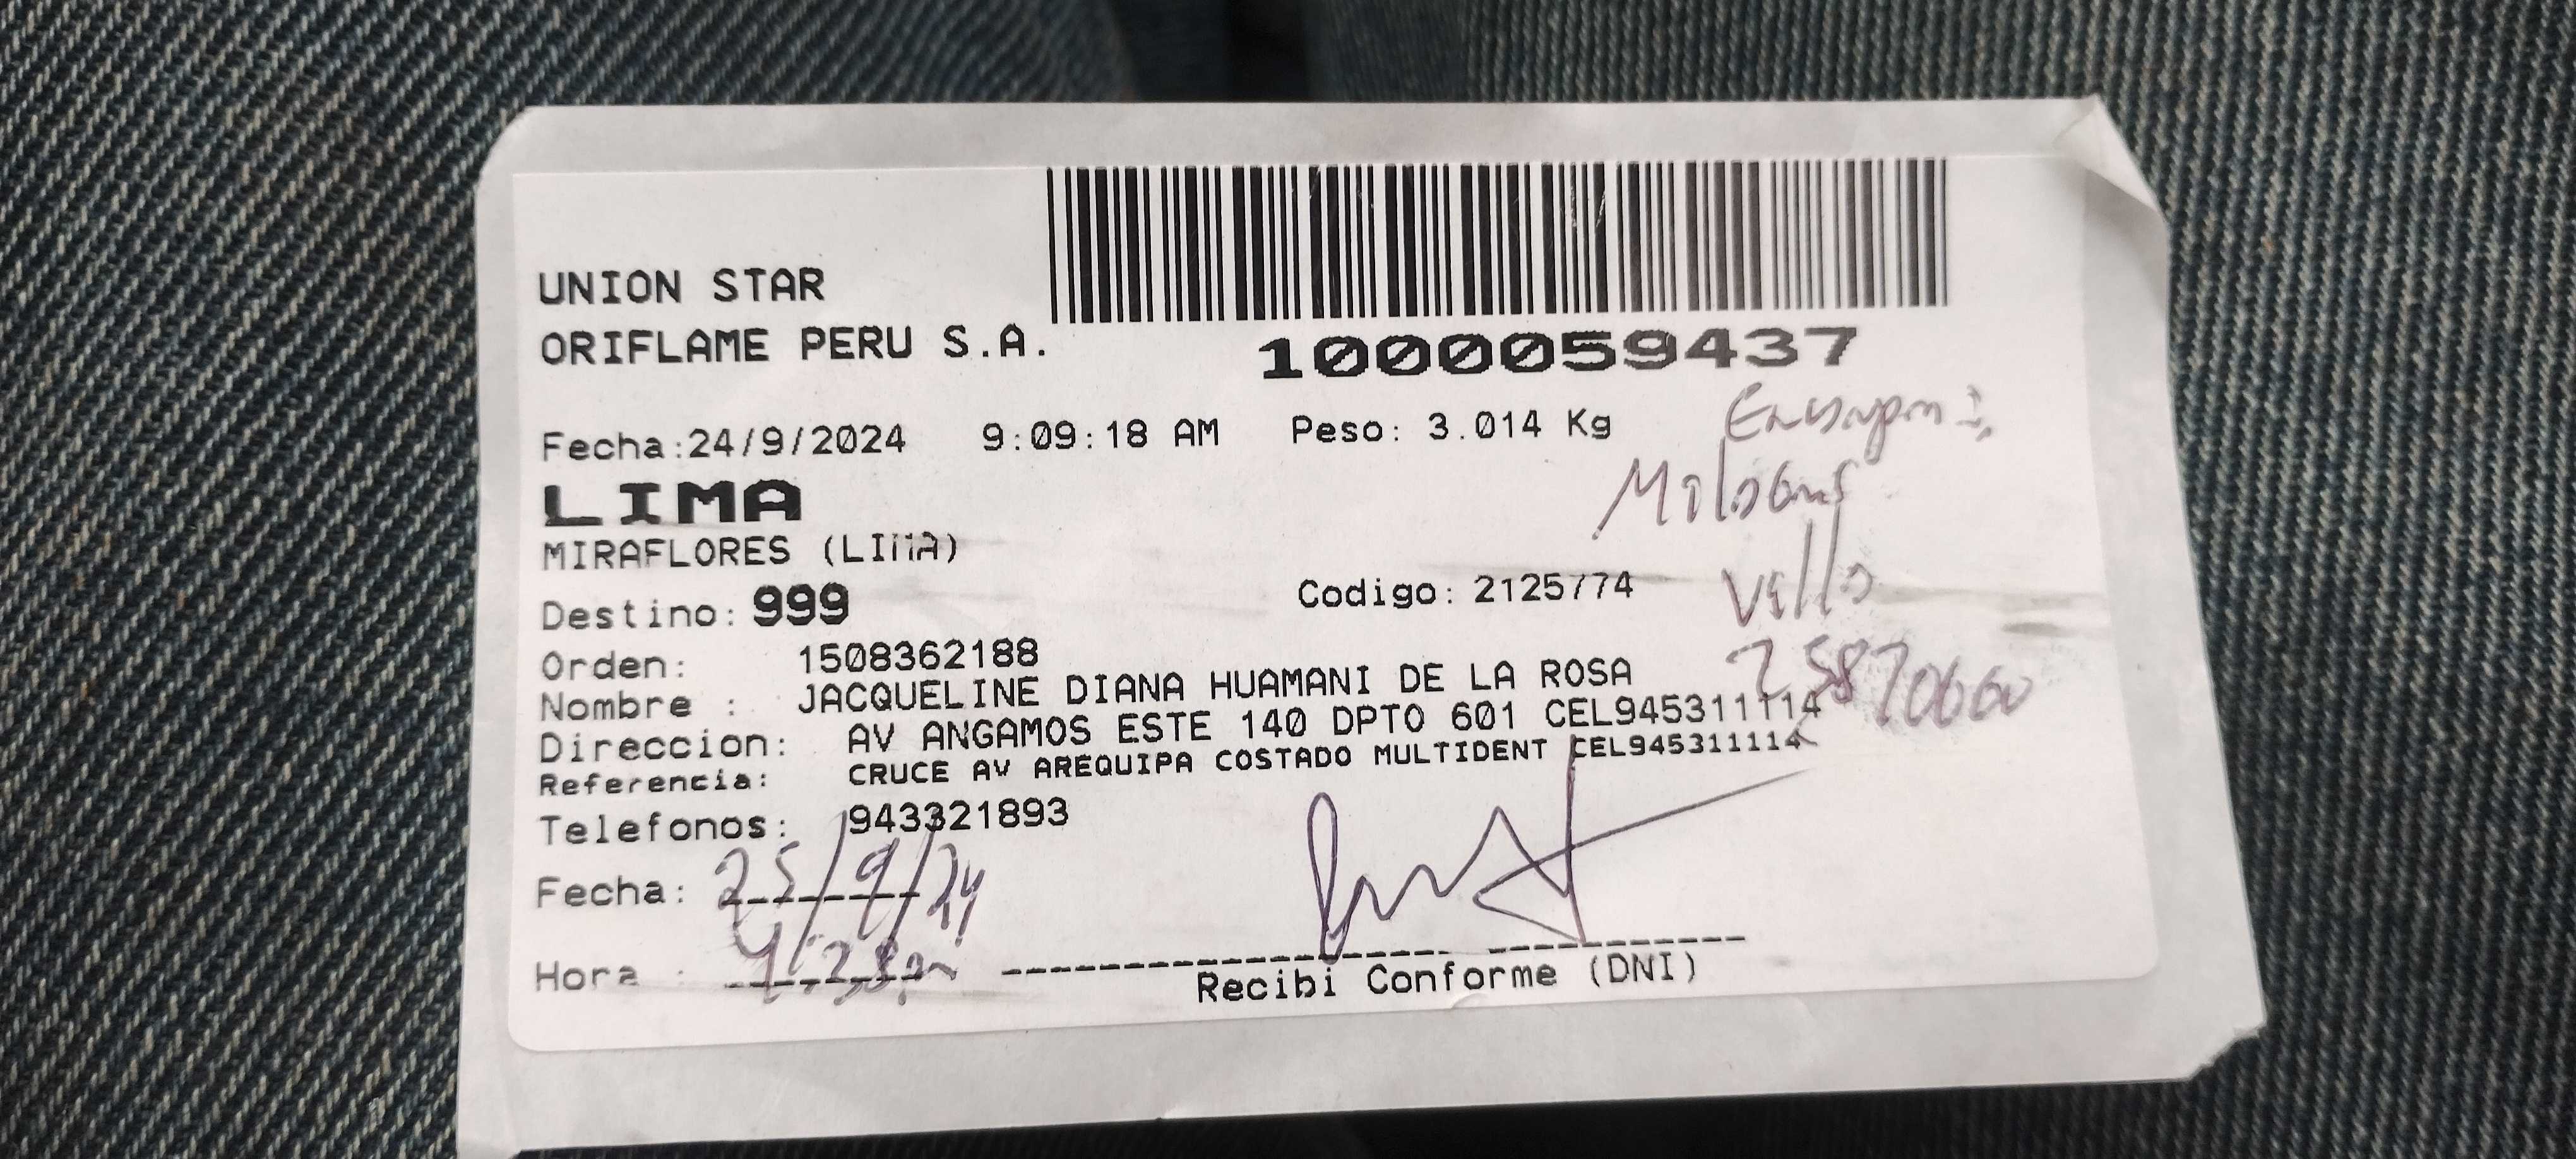 UNION STAR
ORIFLAME PERU S.A.
1000059437
Fecha:24/9/2024 9:09:18 AM Peso: 3.014 Kg
LIMA
MIRAFLORES (LIMA)
Destino: 999 Codigo: 2125774
Orden: 1508362188
Nombre : JACQUELINE DIANA HUAMANI DE LA ROSA
Direccion: AV ANGAMOS ESTE 140 DPTO 601 CEL945311114
Referencia: CRUCE AV AREQUIPA COSTADO MULTIDENT CEL945311114
Telefonos: 943321893
Fecha: 25/9/24
Hora :
Recibi Conforme (DNI)